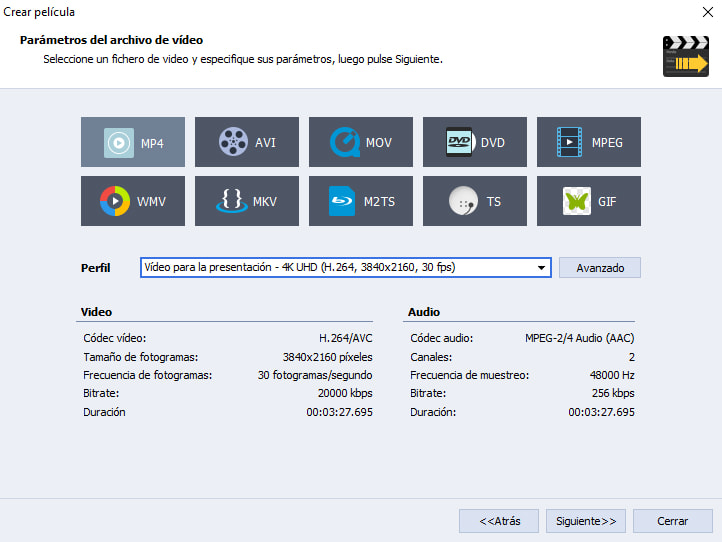 Crear película
Parámetros del archivo de vídeo
Seleccione un fichero de video y especifique sus parámetros, luego pulse Siguiente.
MP4
AVI
MOV
DVD
DVD
MPEG
WMV
MKV
M2TS
TS
GIF
Perfil
Vídeo para la presentación - 4K UHD (H.264, 3840x2160, 30 fps)
Avanzado
Video
Códec vídeo: H.264/AVC
Tamaño de fotogramas: 3840x2160 píxeles
Frecuencia de fotogramas: 30 fotogramas/segundo
Bitrate: 20000 kbps
Duración 00:03:27.695
Audio
Códec audio: MPEG-2/4 Audio (AAC)
Canales: 2
Frecuencia de muestreo: 48000 Hz
Bitrate: 256 kbps
Duración: 00:03:27.695
<<Atrás
Siguiente>>
Cerrar